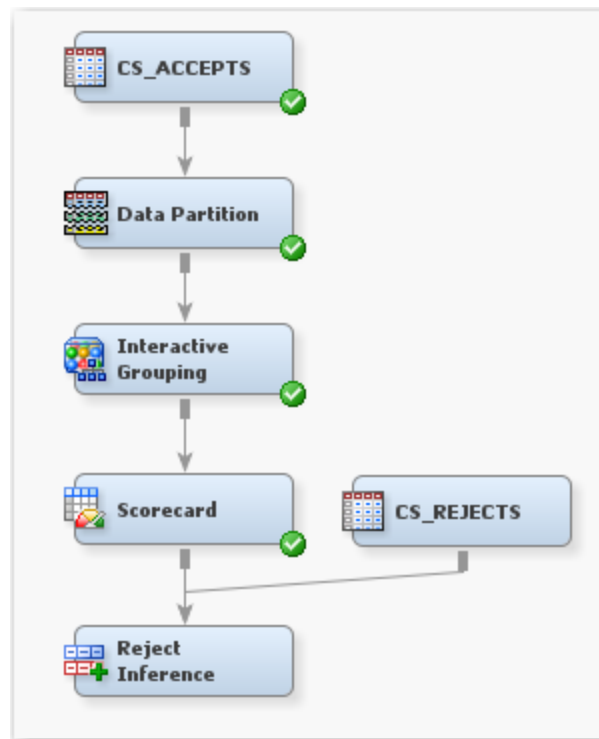 CS_ACCEPTS
Data Partition
Interactive
Grouping
Scorecard
CS_REJECTS
Reject
Inference